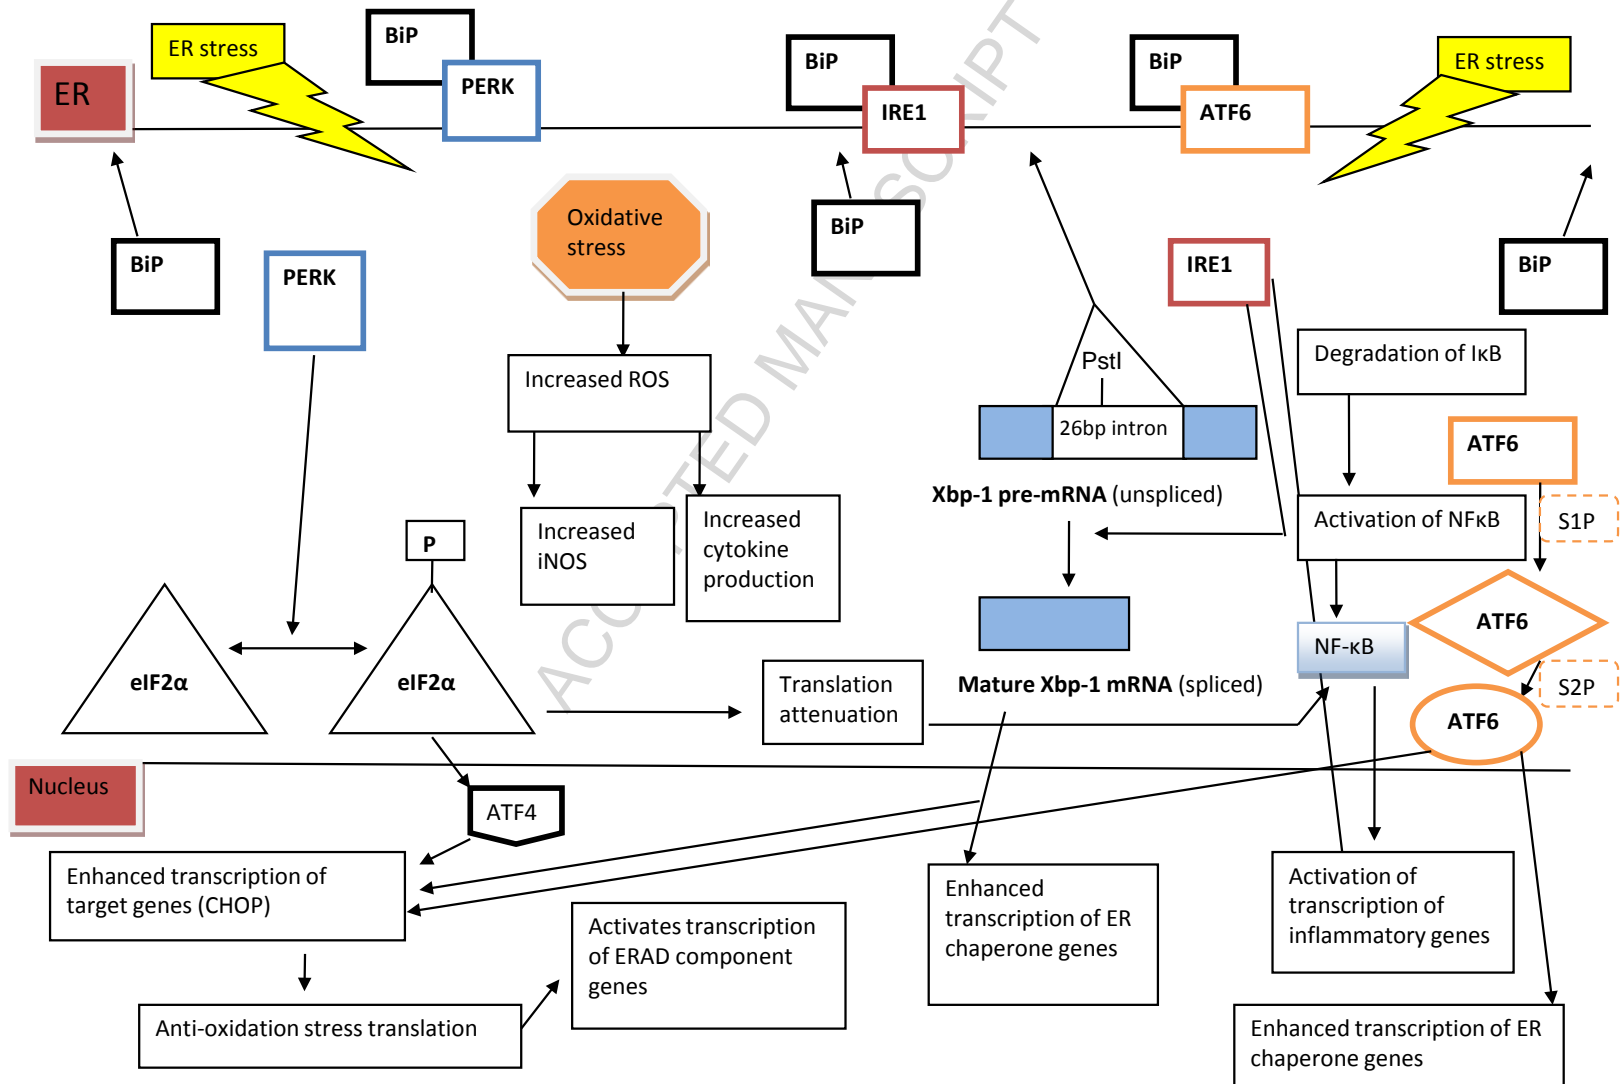 ER
ER stress
BiP
PERK
BiP
IRE1
BiP
ATF6
ER stress
BiP
PERK
Oxidative
stress
BiP
IRE1
BiP
Increased ROS
PstI
26bp intron
Degradation of IκB
ATF6
Xbp-1 pre-mRNA (unspliced)
P
Increased
iNOS
Increased
cytokine
production
Activation of NFκB
S1P
eIF2α
eIF2α
Translation
attenuation
Mature Xbp-1 mRNA (spliced)
NF-κB
ATF6
S2P
ATF6
Nucleus
ATF4
Enhanced transcription of
target genes (CHOP)
Activates transcription
of ERAD component
genes
Enhanced
transcription of ER
chaperone genes
Activation of
transcription of
inflammatory genes
Anti-oxidation stress translation
Enhanced transcription of ER
chaperone genes
ACCEPTED MANUSCRIPT